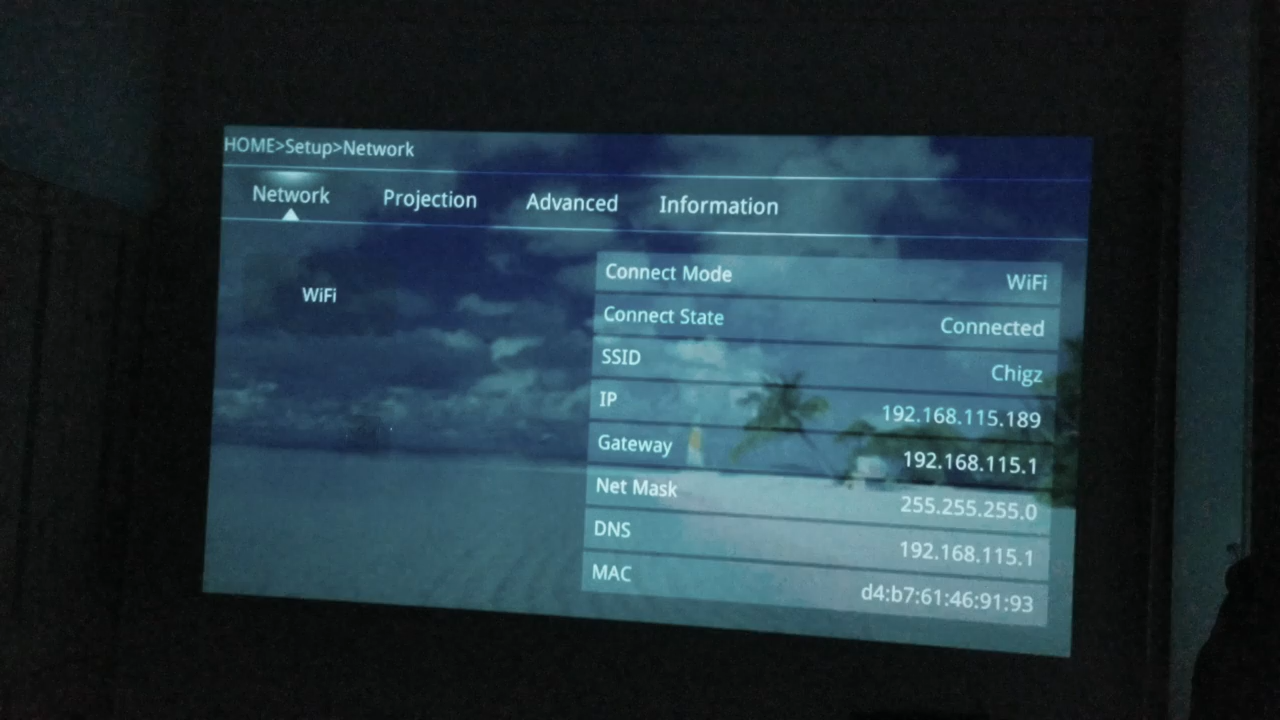 HOME>Setup>Network
Network Projection Advanced Information
WiFi
Connect Mode WiFi
Connect State Connected
SSID Chigz
IP 192.168.115.189
Gateway 192.168.115.1
Net Mask 255.255.255.0
DNS 192.168.115.1
MAC d4:b7:61:46:91:93